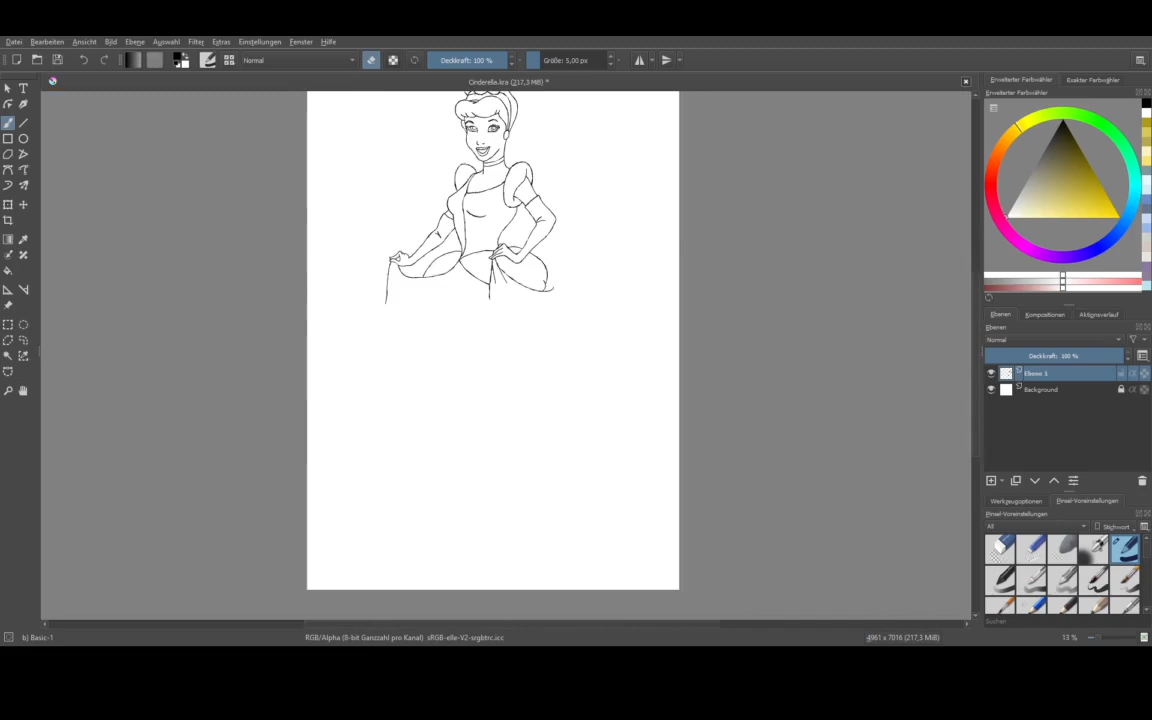 Datei Bearbeiten Ansicht Bild Ebene Auswahl Filter Extras Einstellungen Fenster Hilfe
Normal
Deckkraft: 100 %
Größe: 5,00 px
Cinderella.kra (217,3 MiB) *
Erweiterter Farbwähler Exakter Farbwähler
Erweiterter Farbwähler
Ebenen Kompositionen Aktionsverlauf
Ebenen
Normal
Deckkraft: 100 %
Ebene 1
Background
Werkzeugoptionen Pinsel-Voreinstellungen
Pinsel-Voreinstellungen
All
Stichwort
Suchen
b) Basic-1
RGB/Alpha (8-bit Ganzzahl pro Kanal) sRGB-elle-V2-srgbtrc.icc
4961 x 7016 (217,3 MiB)
13 %